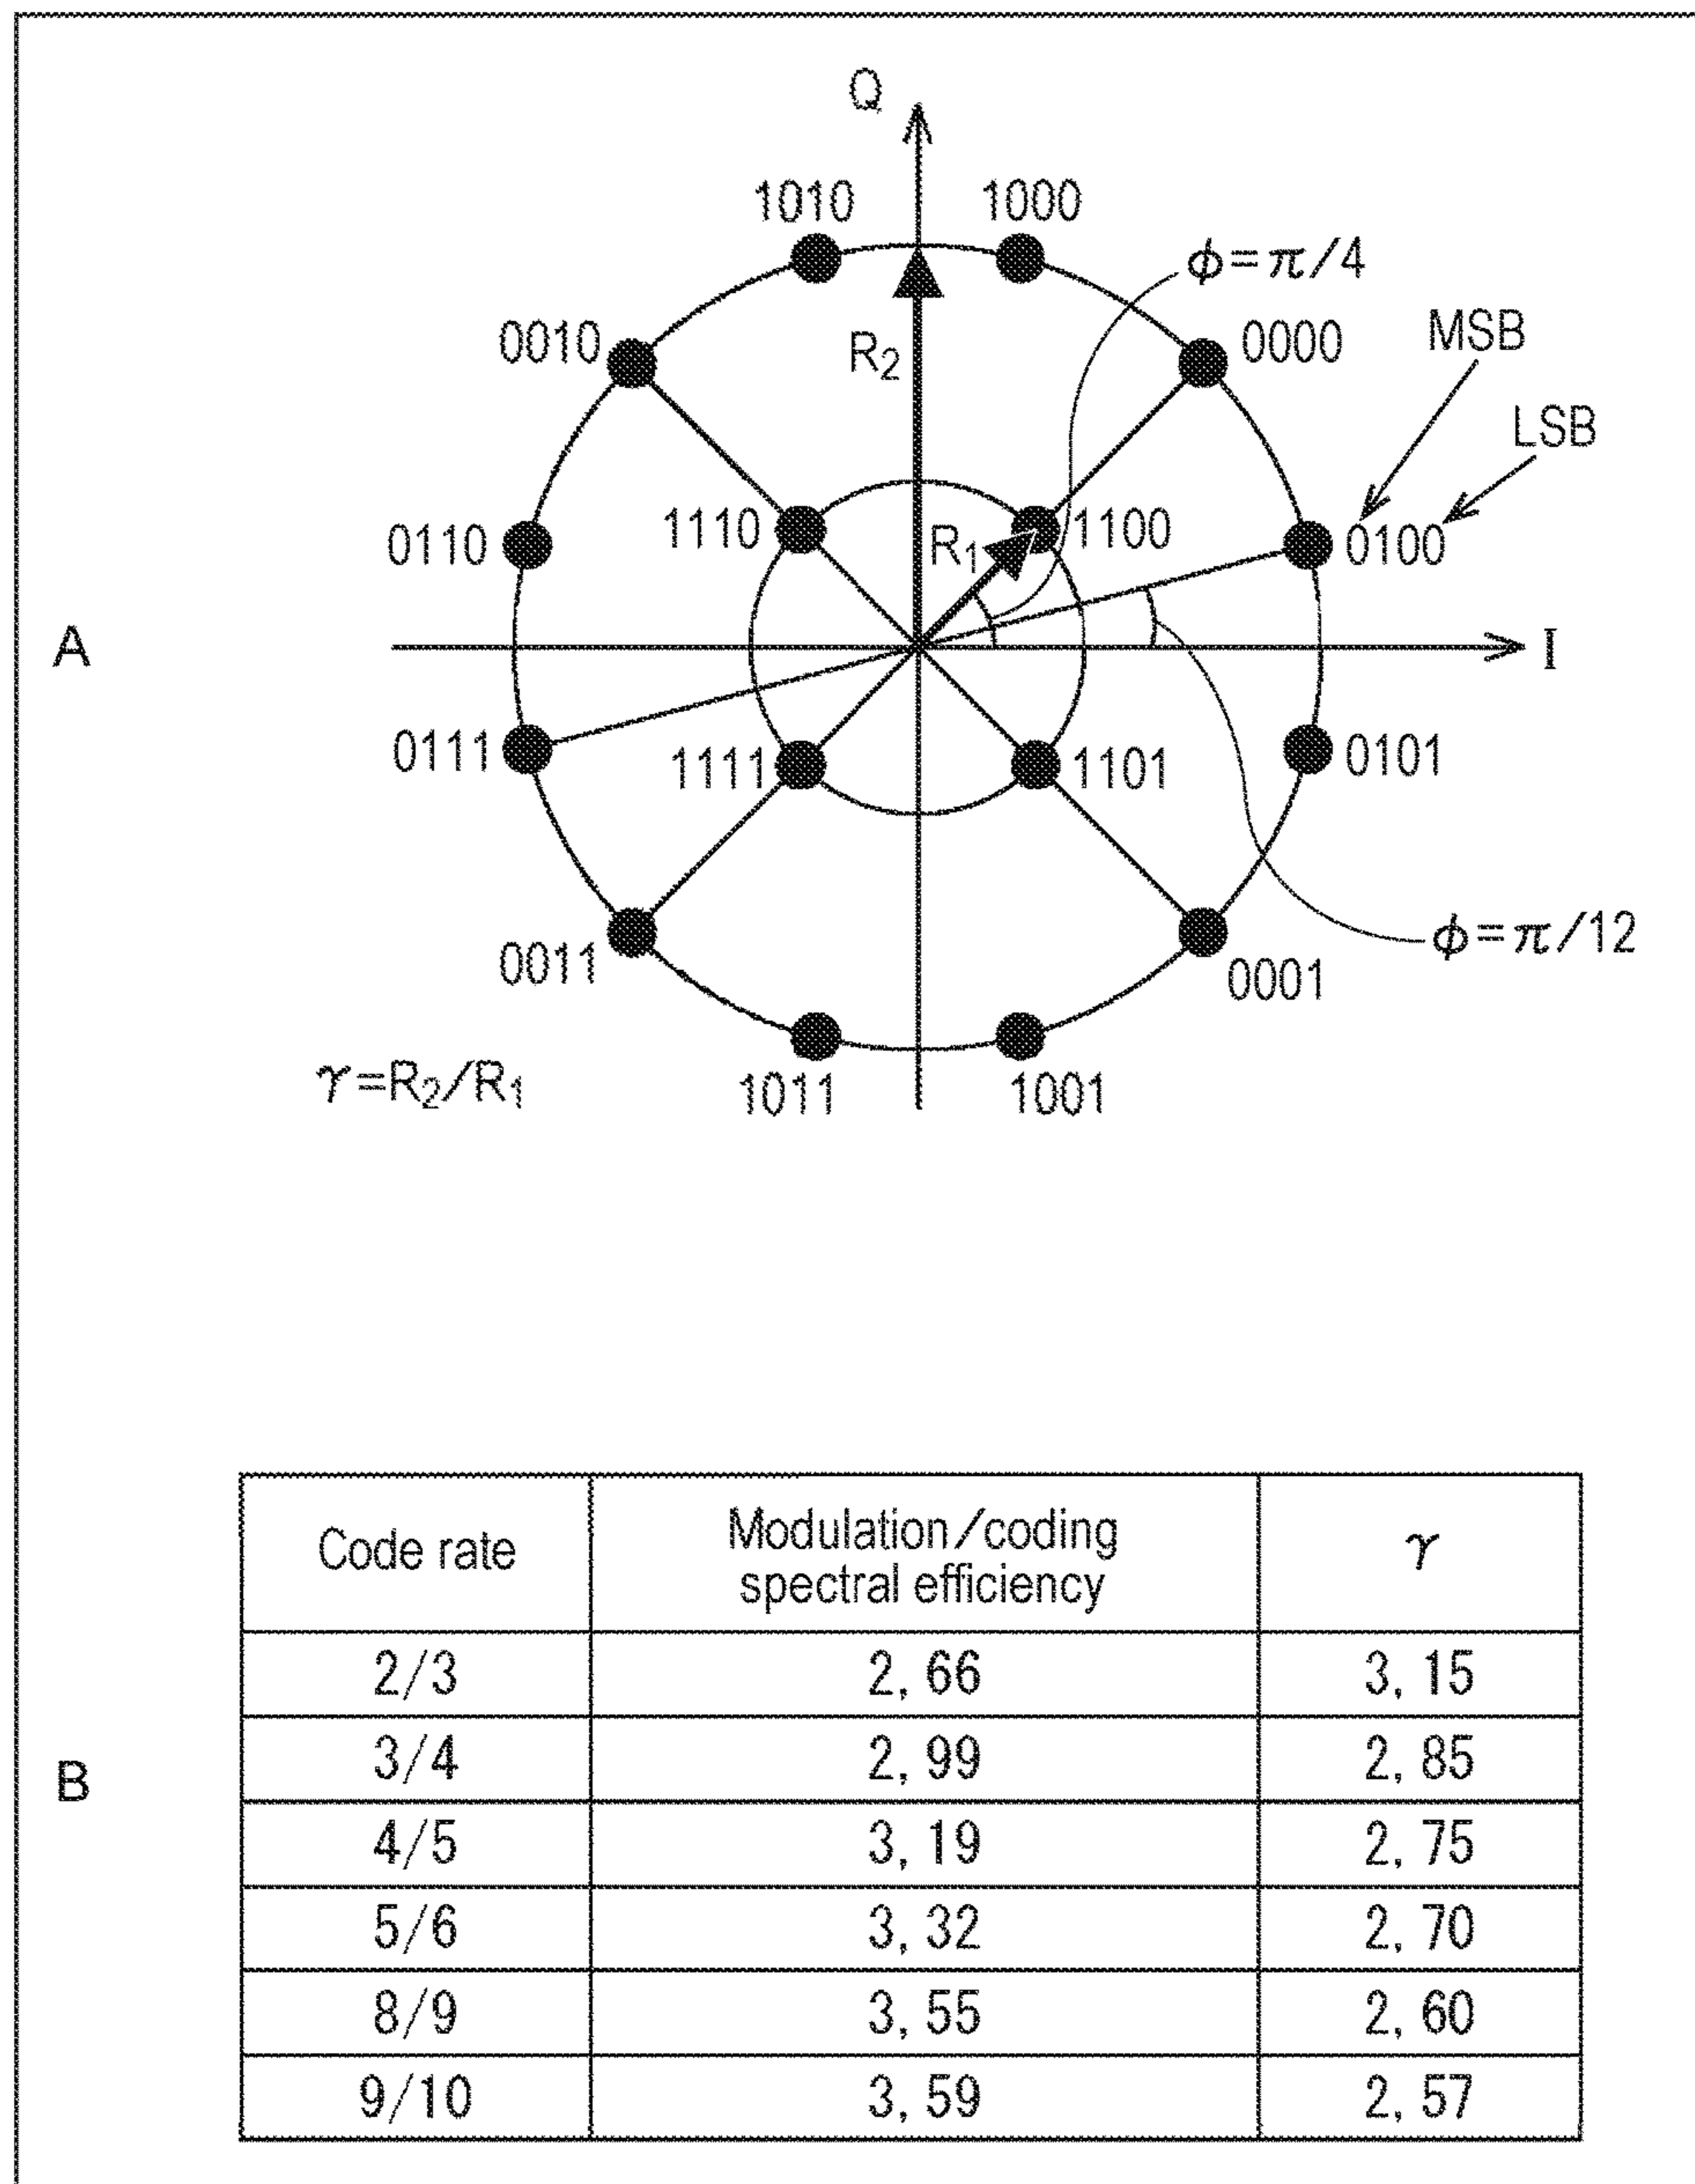 Q
1010 1000
ϕ=π/4
0010 R2 0000 MSB
LSB
0110 1110 R1 1100 0100
A
I
0111 1111 1101 0101
ϕ=π/12
0011 0001
γ=R2/R1
1011 1001
B
Code rate Modulation/coding spectral efficiency γ
2/3 2, 66 3, 15
3/4 2, 99 2, 85
4/5 3, 19 2, 75
5/6 3, 32 2, 70
8/9 3, 55 2, 60
9/10 3, 59 2, 57